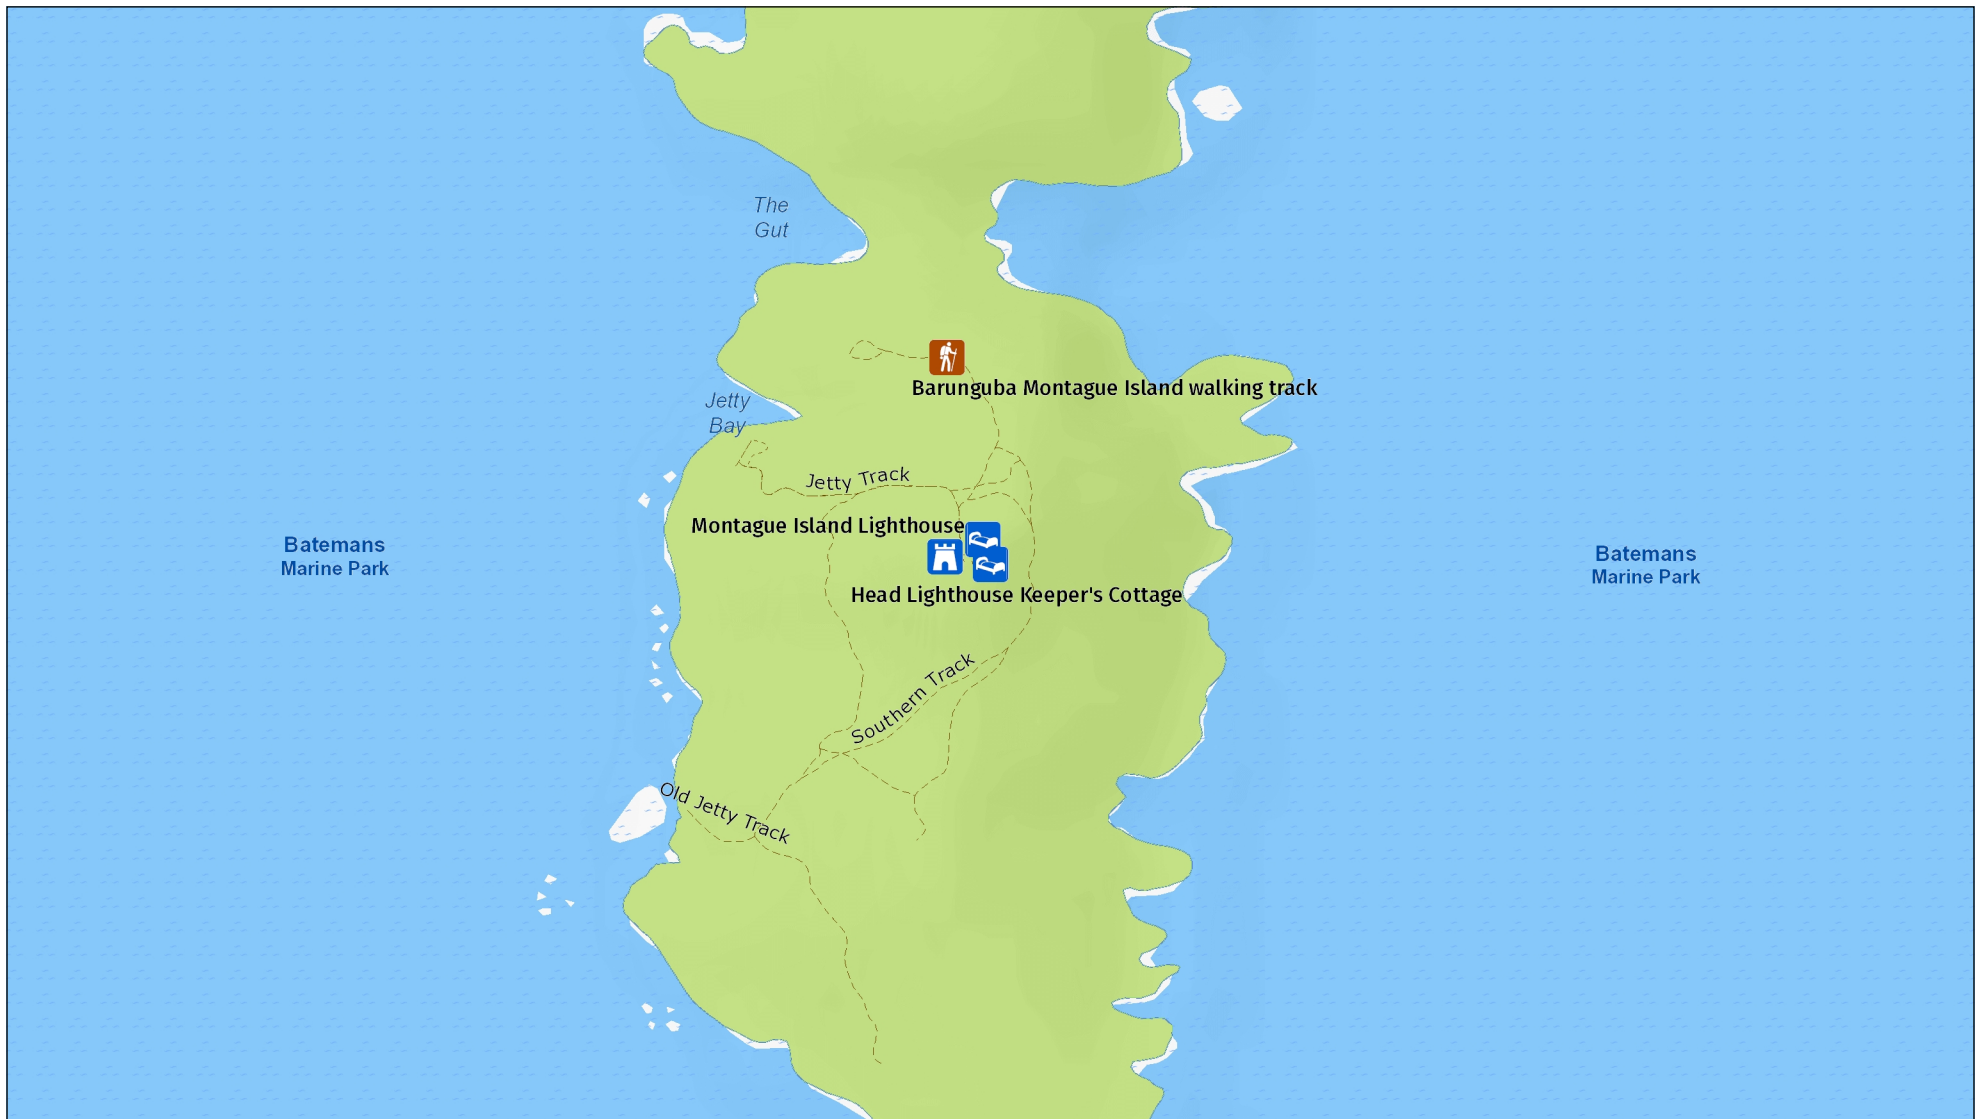 The
Gut
Barunguba Montague Island walking track
Jetty
Bay
Jetty Track
Montague Island Lighthouse
Batemans
Marine Park
Batemans
Marine Park
Head Lighthouse Keeper's Cottage
Southern Track
Old Jetty Track